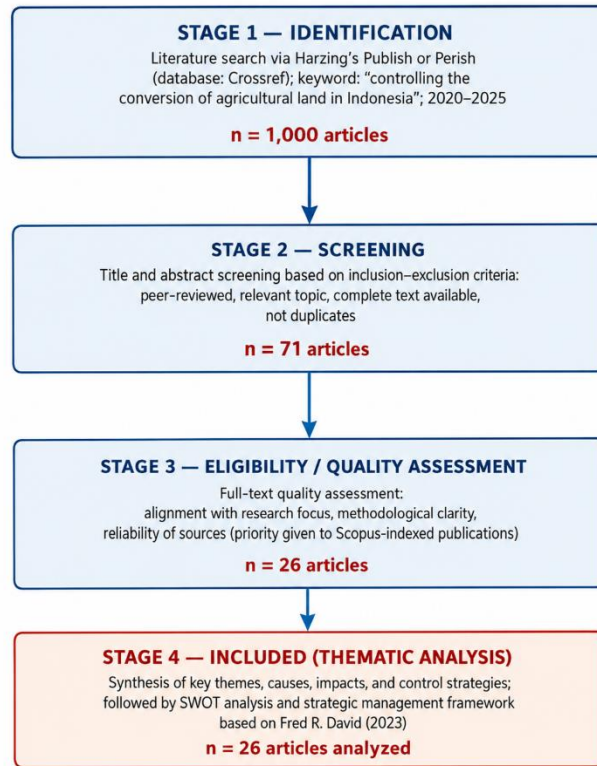 STAGE 1 — IDENTIFICATION
Literature search via Harzing's Publish or Perish
(database: Crossref); keyword: "controlling the
conversion of agricultural land in Indonesia"; 2020–2025
n = 1,000 articles
STAGE 2 — SCREENING
Title and abstract screening based on inclusion–exclusion criteria:
peer-reviewed, relevant topic, complete text available,
not duplicates
n = 71 articles
STAGE 3 — ELIGIBILITY / QUALITY ASSESSMENT
Full-text quality assessment:
alignment with research focus, methodological clarity,
reliability of sources (priority given to Scopus-indexed publications)
n = 26 articles
STAGE 4 — INCLUDED (THEMATIC ANALYSIS)
Synthesis of key themes, causes, impacts, and control strategies;
followed by SWOT analysis and strategic management framework
based on Fred R. David (2023)
n = 26 articles analyzed